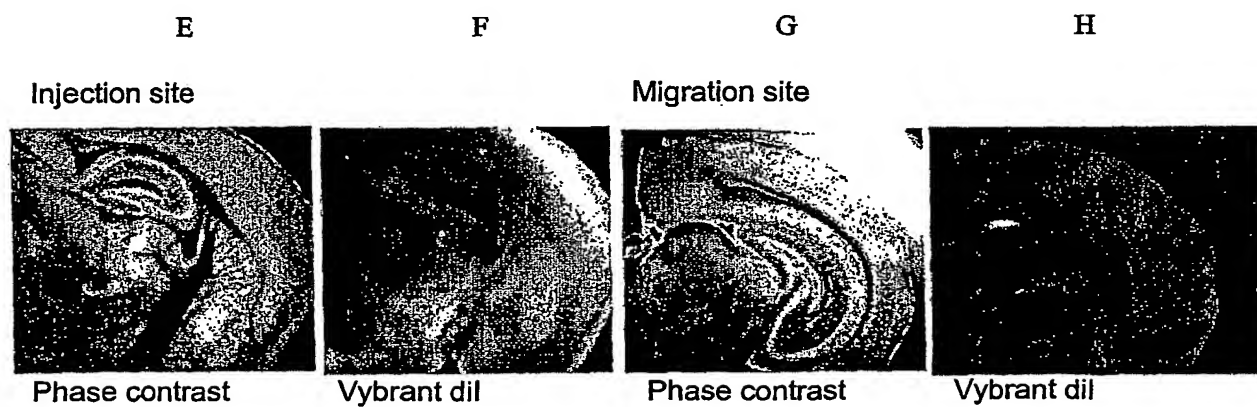 E F G H
Injection site Migration site
Phase contrast Vybrant dil Phase contrast Vybrant dil